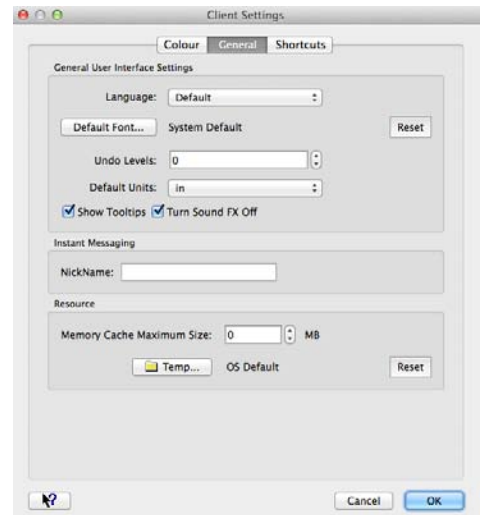 Client Settings
Colour General Shortcuts
General User Interface Settings
Language: Default
Default Font... System Default Reset
Undo Levels: 0
Default Units: in
Show Tooltips Turn Sound FX Off
Instant Messaging
NickName:
Resource
Memory Cache Maximum Size: 0 MB
Temp... OS Default Reset
? Cancel OK